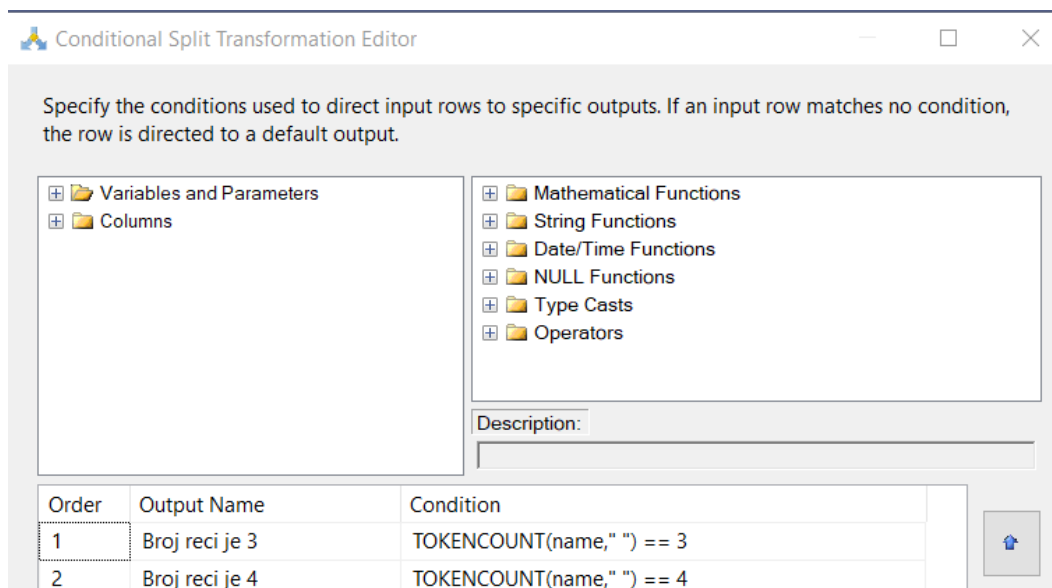 Conditional Split Transformation Editor
Specify the conditions used to direct input rows to specific outputs. If an input row matches no condition,
the row is directed to a default output.
Variables and Parameters
Columns
Mathematical Functions
String Functions
Date/Time Functions
NULL Functions
Type Casts
Operators
Description:
Order Output Name Condition
1 Broj reci je 3 TOKENCOUNT(name," ") == 3
2 Broj reci je 4 TOKENCOUNT(name," ") == 4